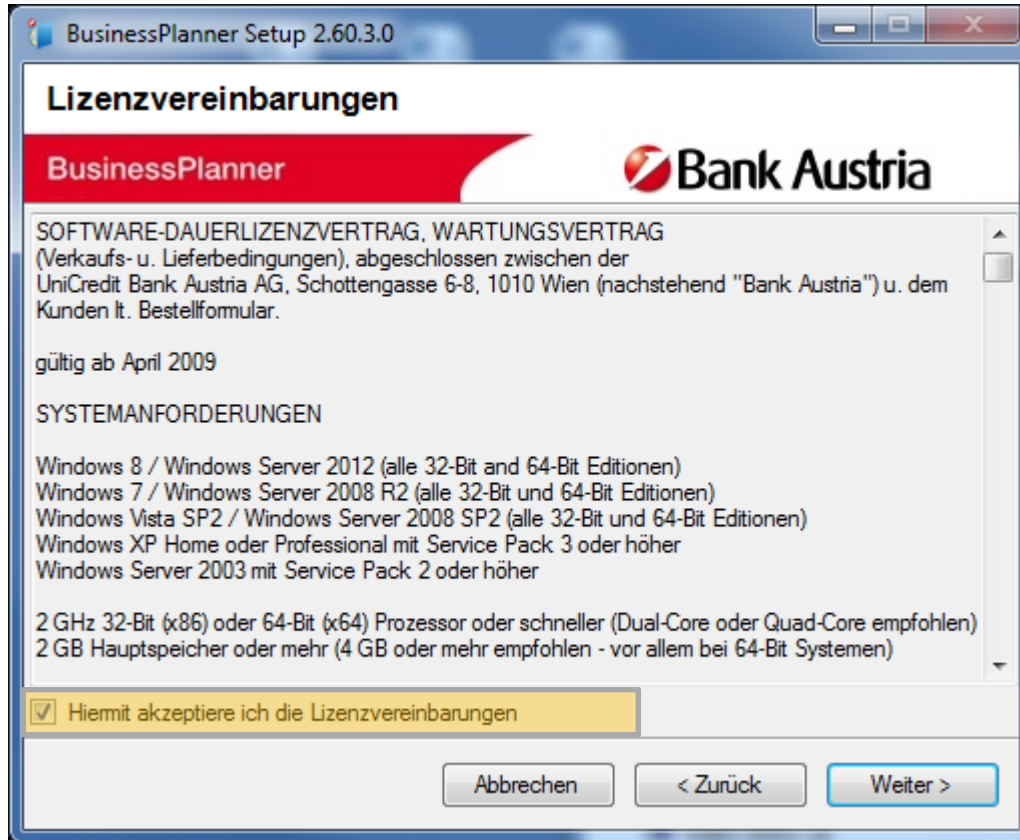 BusinessPlanner Setup 2.60.3.0
Lizenzvereinbarungen
BusinessPlanner
Bank Austria
SOFTWARE-DAUERLIZENZVERTRAG, WARTUNGSVERTRAG
(Verkaufs- u. Lieferbedingungen), abgeschlossen zwischen der
UniCredit Bank Austria AG, Schottengasse 6-8, 1010 Wien (nachstehend "Bank Austria") u. dem
Kunden lt. Bestellformular.
gültig ab April 2009
SYSTEMANFORDERUNGEN
Windows 8 / Windows Server 2012 (alle 32-Bit and 64-Bit Editionen)
Windows 7 / Windows Server 2008 R2 (alle 32-Bit und 64-Bit Editionen)
Windows Vista SP2 / Windows Server 2008 SP2 (alle 32-Bit und 64-Bit Editionen)
Windows XP Home oder Professional mit Service Pack 3 oder höher
Windows Server 2003 mit Service Pack 2 oder höher
2 GHz 32-Bit (x86) oder 64-Bit (x64) Prozessor oder schneller (Dual-Core oder Quad-Core empfohlen)
2 GB Hauptspeicher oder mehr (4 GB oder mehr empfohlen - vor allem bei 64-Bit Systemen)
Hiermit akzeptiere ich die Lizenzvereinbarungen
Abbrechen
< Zurück
Weiter >